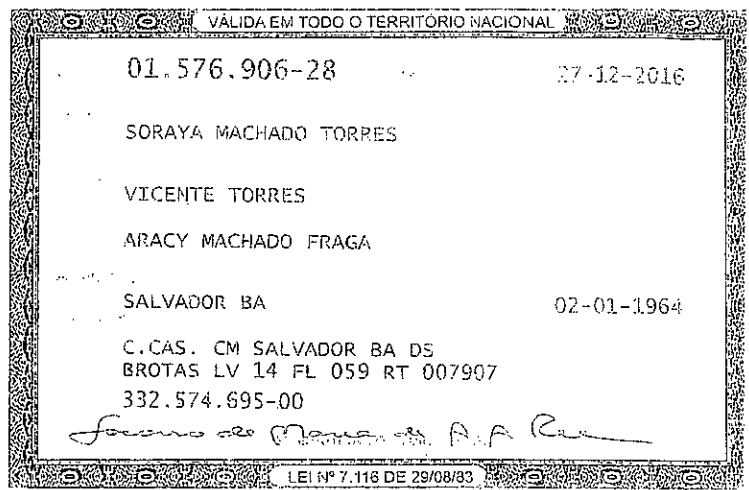 VÁLIDA EM TODO O TERRITÓRIO NACIONAL
01.576.906-28 27-12-2016
SORAYA MACHADO TORRES
VICENTE TORRES
ARACY MACHADO FRAGA
SALVADOR BA 02-01-1964
C.CAS. CM SALVADOR BA DS
BROTAS LV 14 FL 059 RT 007907
332.574.695-00
LEI Nº 7.116 DE 29/08/83